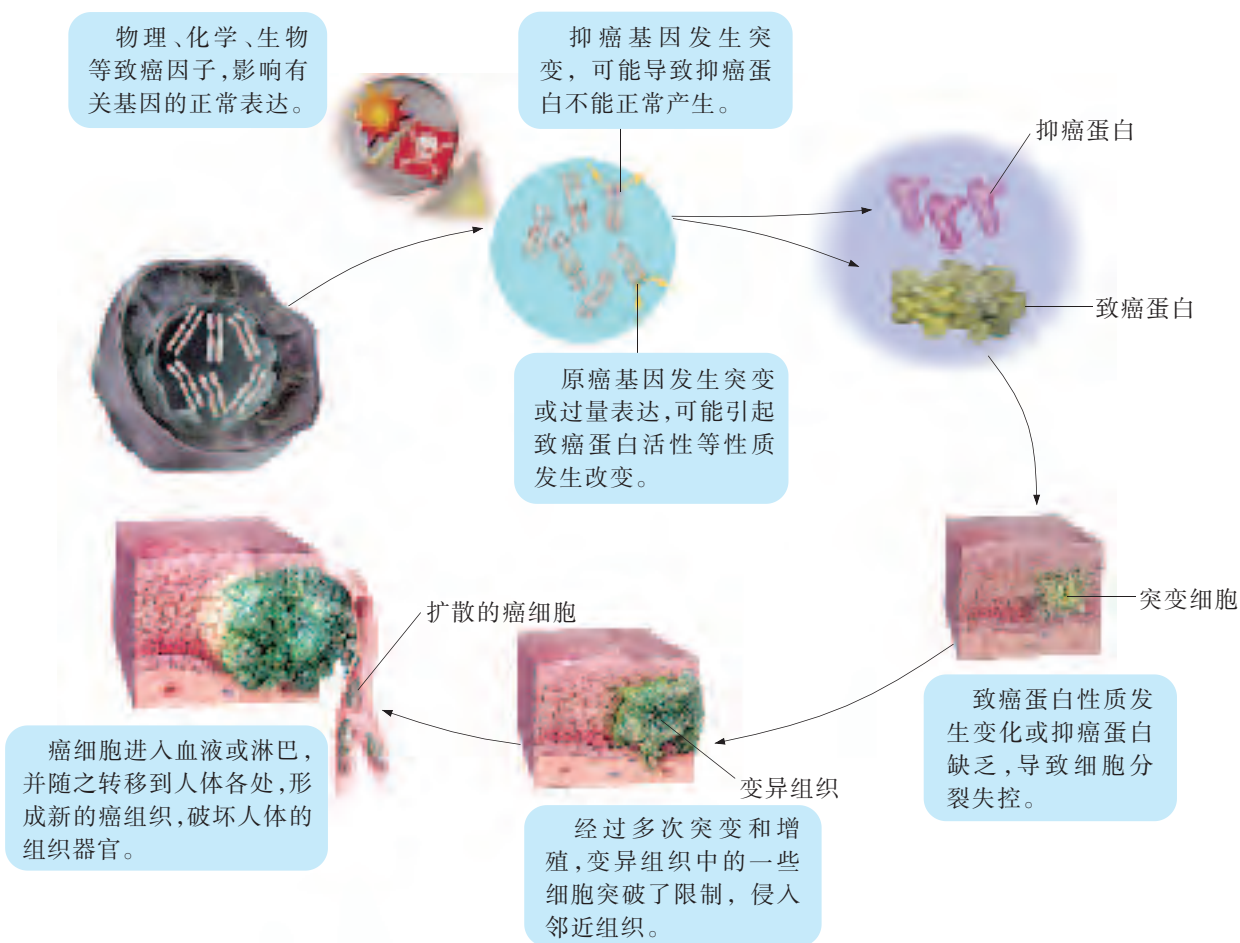 物理、化学、生物
等致癌因子,影响有
关基因的正常表达。
抑癌基因发生突
变，可能导致抑癌蛋
白不能正常产生。
抑癌蛋白
致癌蛋白
原癌基因发生突变
或过量表达,可能引起
致癌蛋白活性等性质
发生改变。
突变细胞
致癌蛋白性质发
生变化或抑癌蛋白
缺乏,导致细胞分
裂失控。
变异组织
经过多次突变和增
殖,变异组织中的一些
细胞突破了限制，侵入
邻近组织。
扩散的癌细胞
癌细胞进入血液或淋巴,
并随之转移到人体各处,形
成新的癌组织,破坏人体的
组织器官。